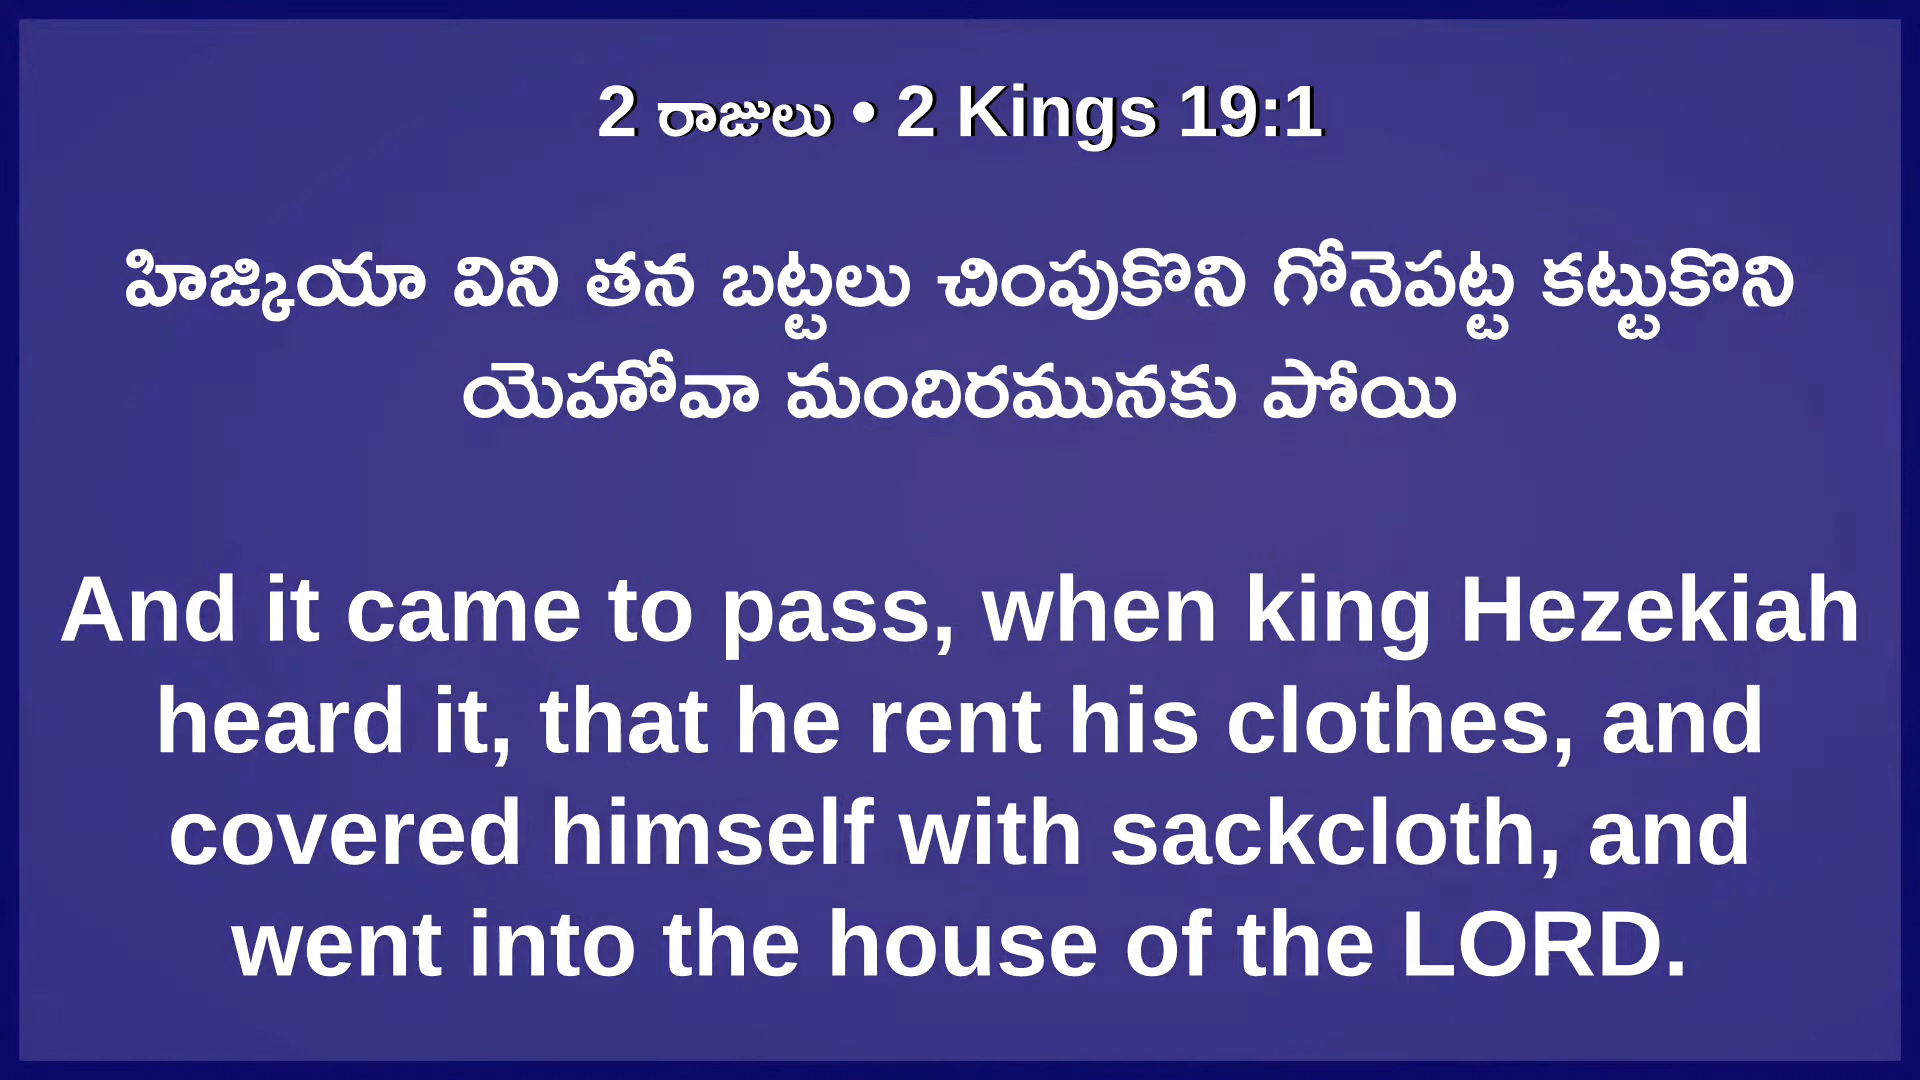 2 రాజులు • 2 Kings 19:1
హిజ్కియా విని తన బట్టలు చింపుకొని గోనెపట్ట కట్టుకొని
యెహోవా మందిరమునకు పోయి
And it came to pass, when king Hezekiah
heard it, that he rent his clothes, and
covered himself with sackcloth, and
went into the house of the LORD.